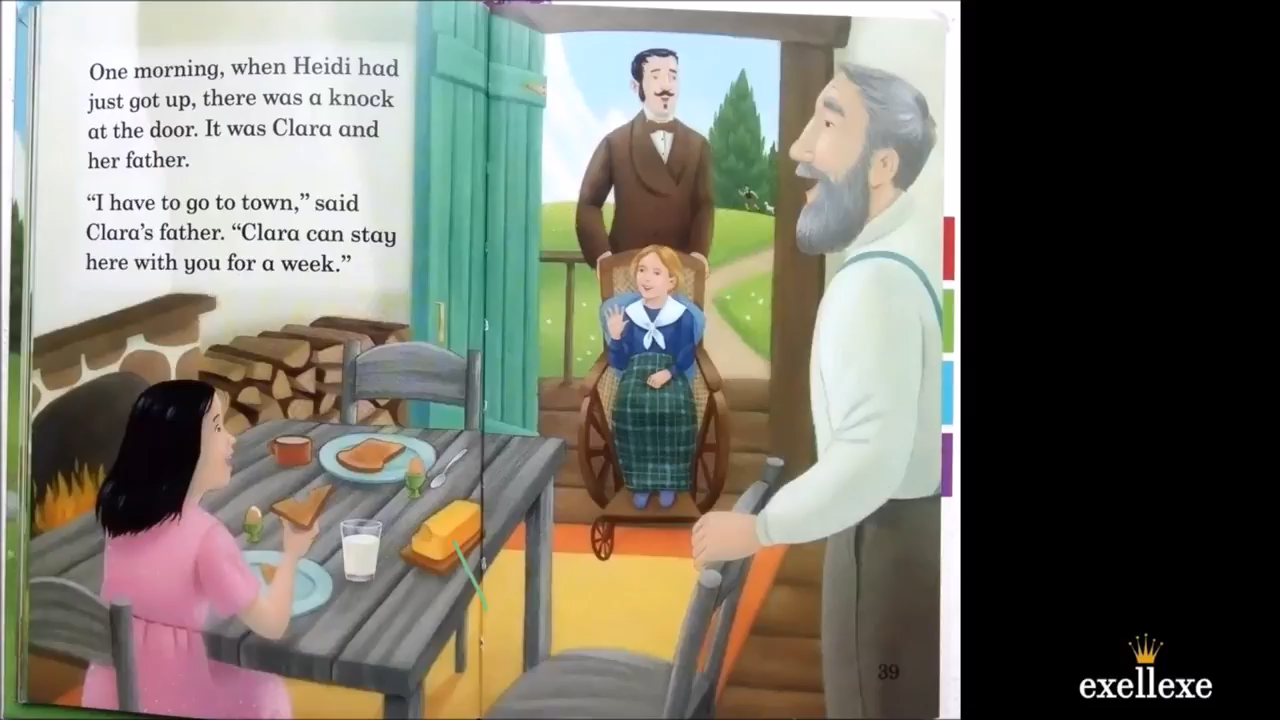 One morning, when Heidi had
just got up, there was a knock
at the door. It was Clara and
her father.
“I have to go to town,” said
Clara’s father. “Clara can stay
here with you for a week.”
39
exellexe